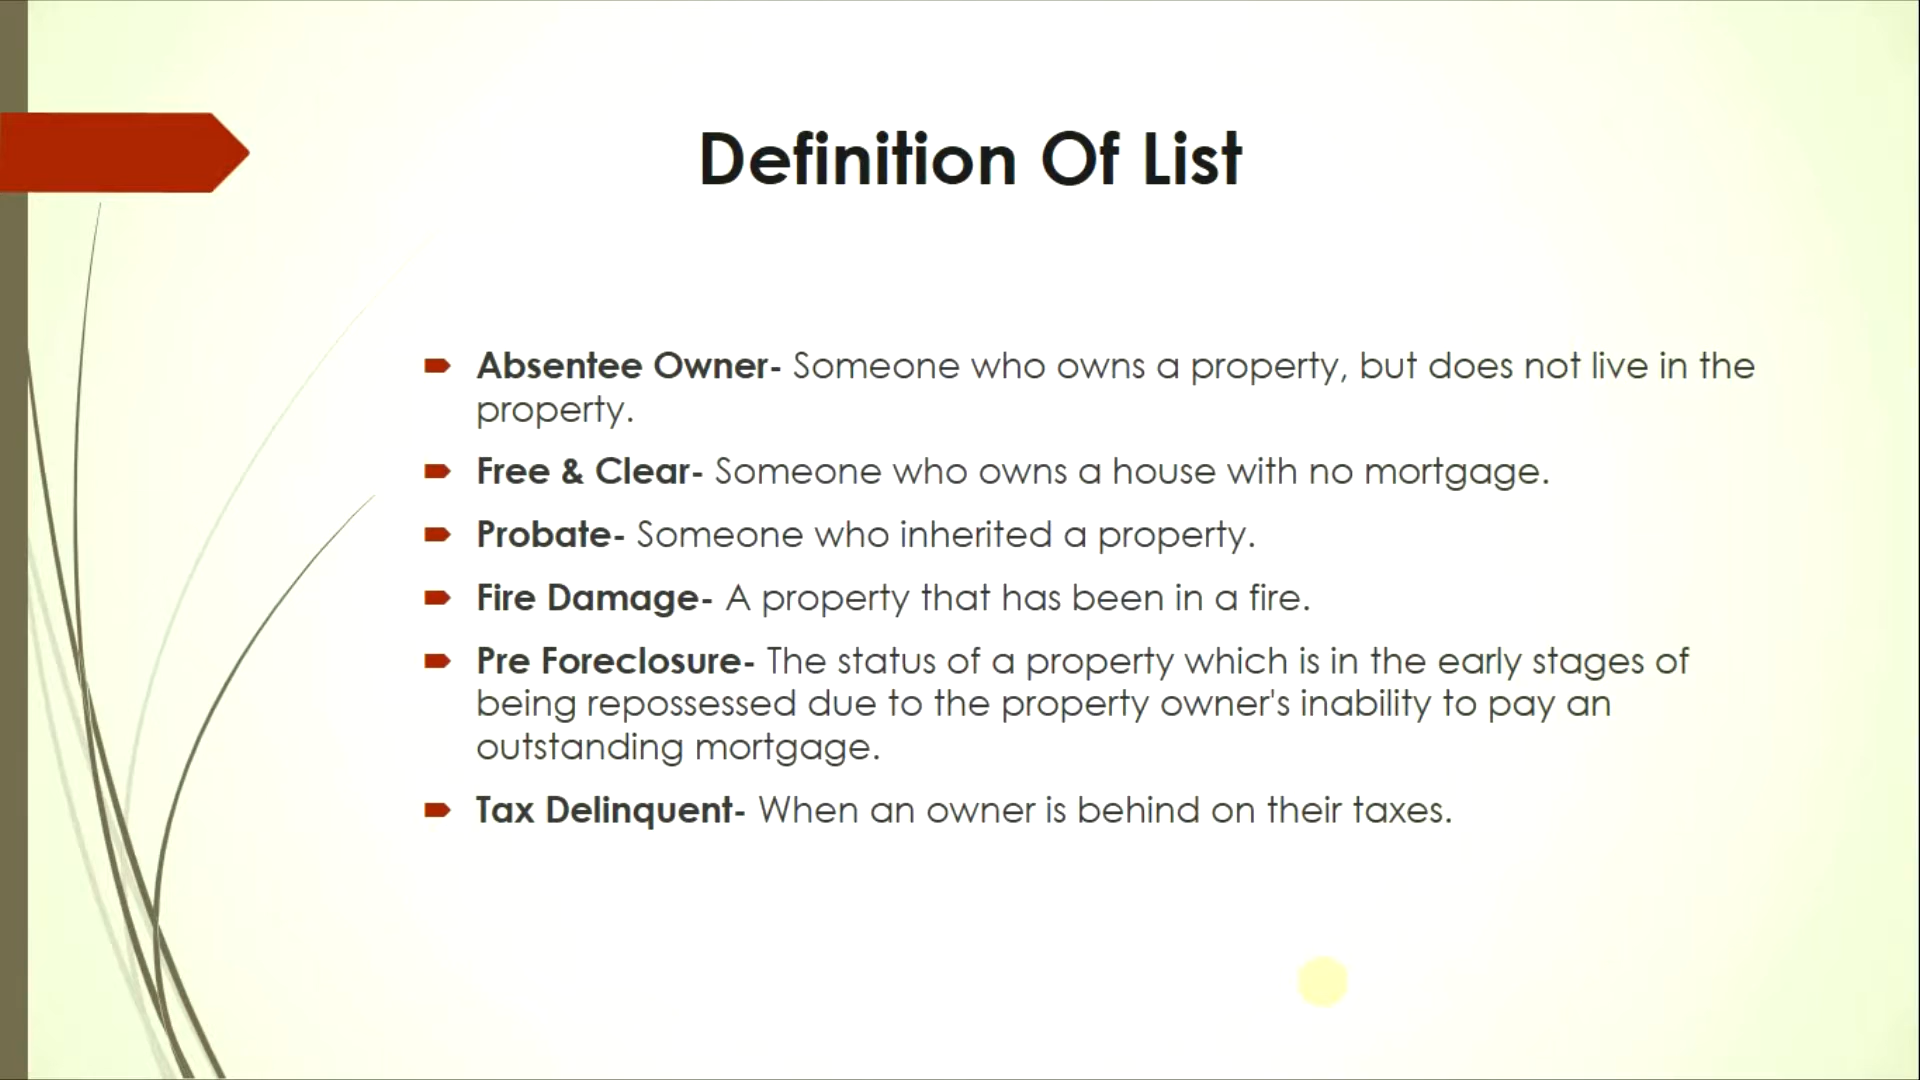 Definition Of List
Absentee Owner- Someone who owns a property, but does not live in the
property.
Free & Clear- Someone who owns a house with no mortgage.
Probate- Someone who inherited a property.
Fire Damage- A property that has been in a fire.
Pre Foreclosure- The status of a property which is in the early stages of
being repossessed due to the property owner's inability to pay an
outstanding mortgage.
Tax Delinquent- When an owner is behind on their taxes.